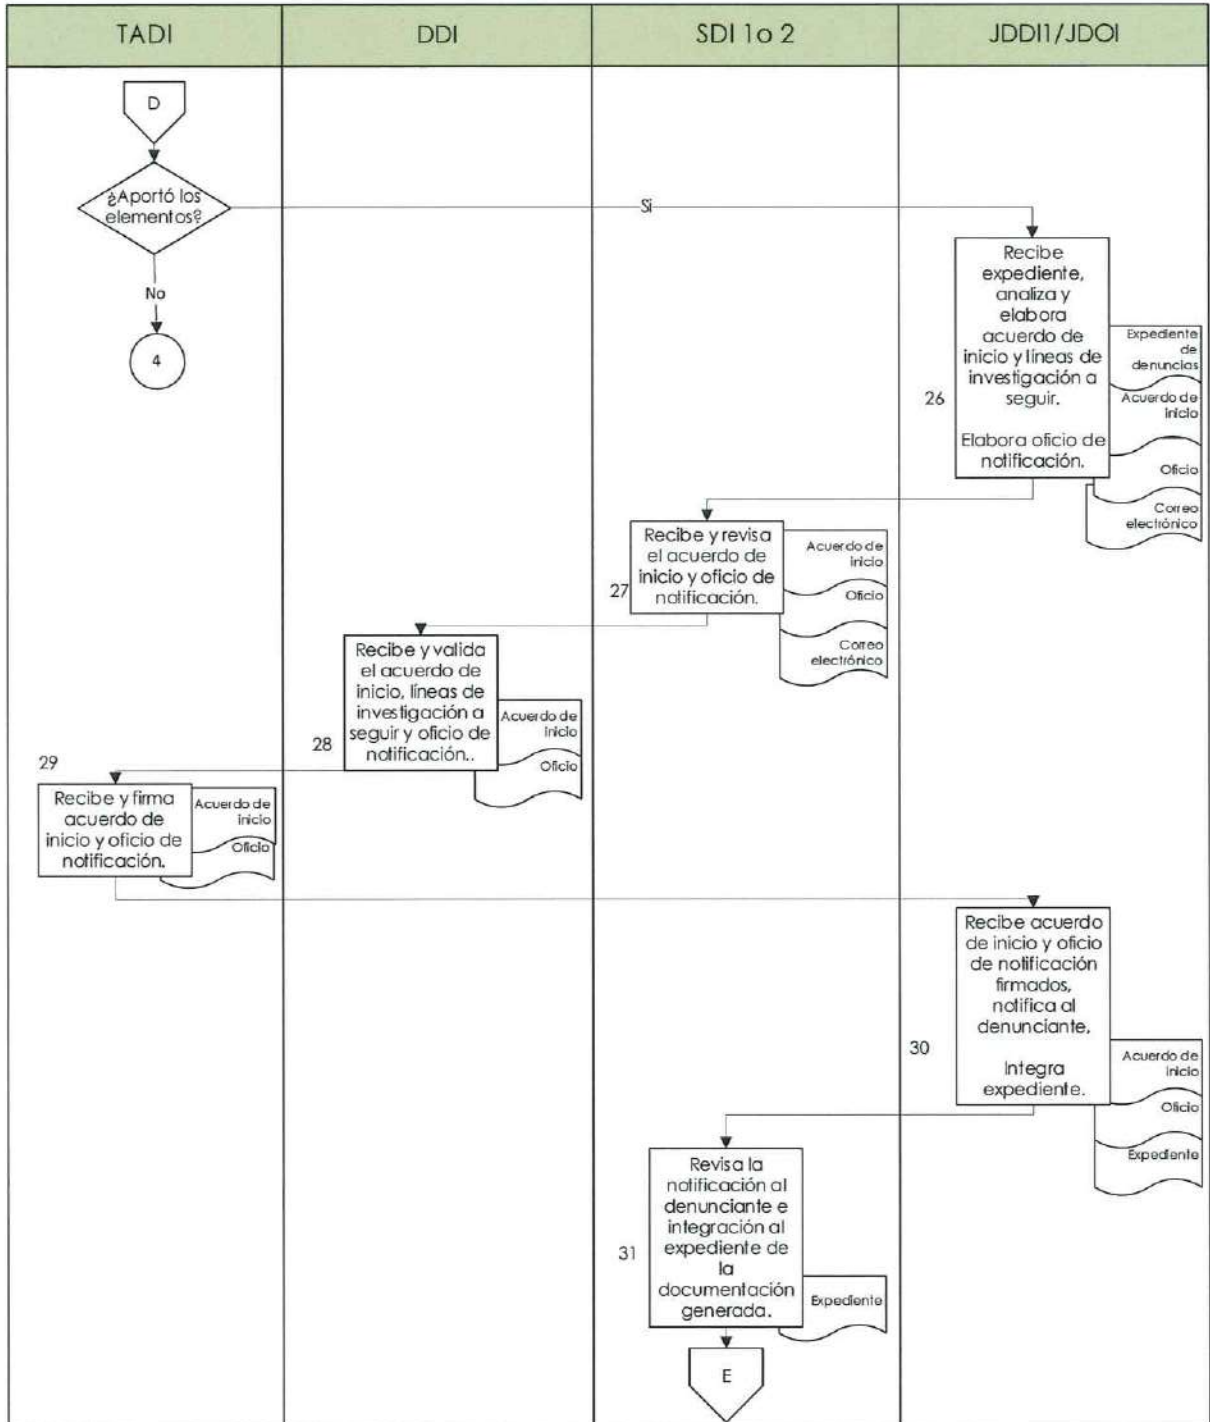 TADI
DDI
SDI 1o 2
JDDI1/JDOI
D
¿Aportó los
elementos?
Si
No
4
Recibe
expediente,
analiza y
elabora
acuerdo de
inicio y líneas de
investigación a
seguir.
Elabora oficio de
notificación.
26
Expediente
de
denuncias
Acuerdo de
inicio
Oficio
Correo
electrónico
Recibe y revisa
el acuerdo de
inicio y oficio de
notificación.
27
Acuerdo de
inicio
Oficio
Correo
electrónico
Recibe y valida
el acuerdo de
inicio, líneas de
investigación a
seguir y oficio de
notificación..
28
Acuerdo de
inicio
Oficio
29
Recibe y firma
acuerdo de
inicio y oficio de
notificación.
Acuerdo de
inicio
Oficio
Recibe acuerdo
de inicio y oficio
de notificación
firmados,
notifica al
denunciante.
Integra
expediente.
30
Acuerdo de
inicio
Oficio
Expediente
Revisa la
notificación al
denunciante e
integración al
expediente de
la
documentación
generada.
31
Expediente
E